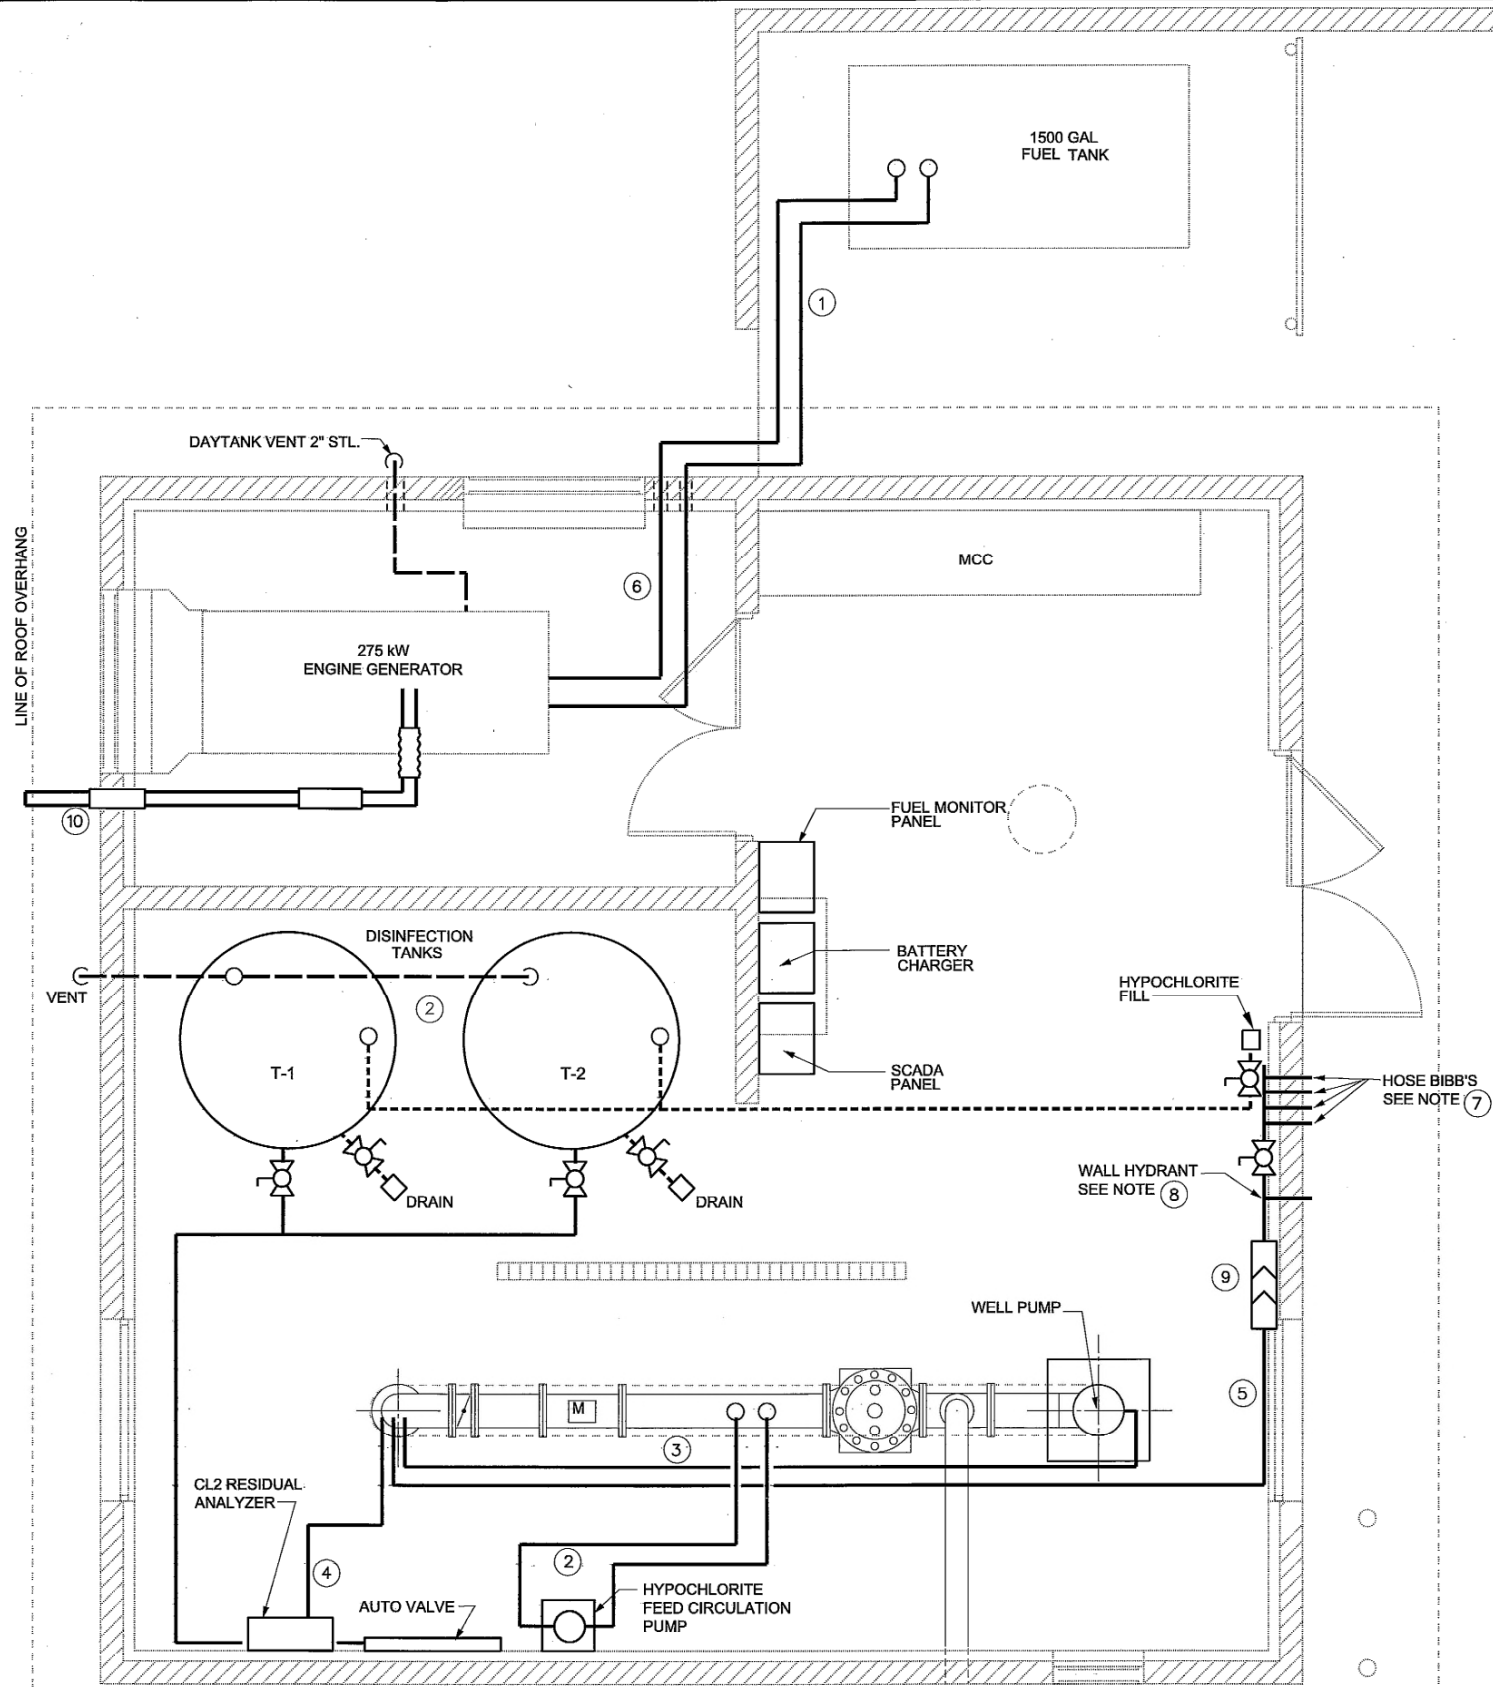 1500 GAL
FUEL TANK
1
DAYTANK VENT 2" STL.
LINE OF ROOF OVERHANG
MCC
6
275 kW
ENGINE GENERATOR
10
FUEL MONITOR
PANEL
DISINFECTION
TANKS
VENT
2
BATTERY
CHARGER
HYPOCHLORITE
FILL
T-1
T-2
SCADA
PANEL
HOSE BIBB'S
SEE NOTE 7
DRAIN
DRAIN
WALL HYDRANT
SEE NOTE 8
9
WELL PUMP
5
M
3
CL2 RESIDUAL
ANALYZER
4
2
AUTO VALVE
HYPOCHLORITE
FEED CIRCULATION
PUMP